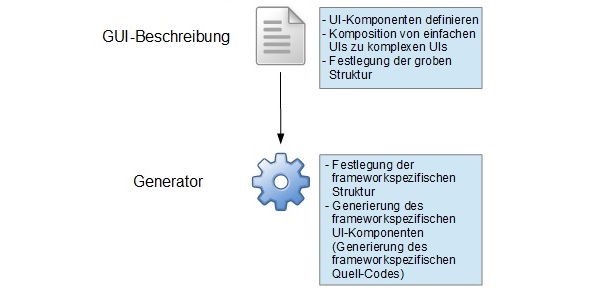 GUI-Beschreibung
- UI-Komponenten definieren
- Komposition von einfachen
UIs zu komplexen UIs
- Festlegung der groben
Struktur
Generator
- Festlegung der
frameworkspezifischen
Struktur
- Generierung des
frameworkspezifischen
UI-Komponenten
(Generierung des
frameworkspezifischen
Quell-Codes)